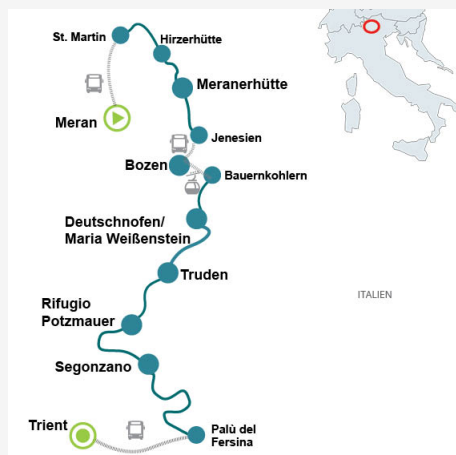 St. Martin
Hirzerhütte
Meranerhütte
Meran
Jenesien
Bozen
Bauernkohlern
Deutschnofen/
Maria Weißenstein
Truden
ITALIEN
Rifugio
Potzmauer
Segonzano
Trient
Palù del
Fersina